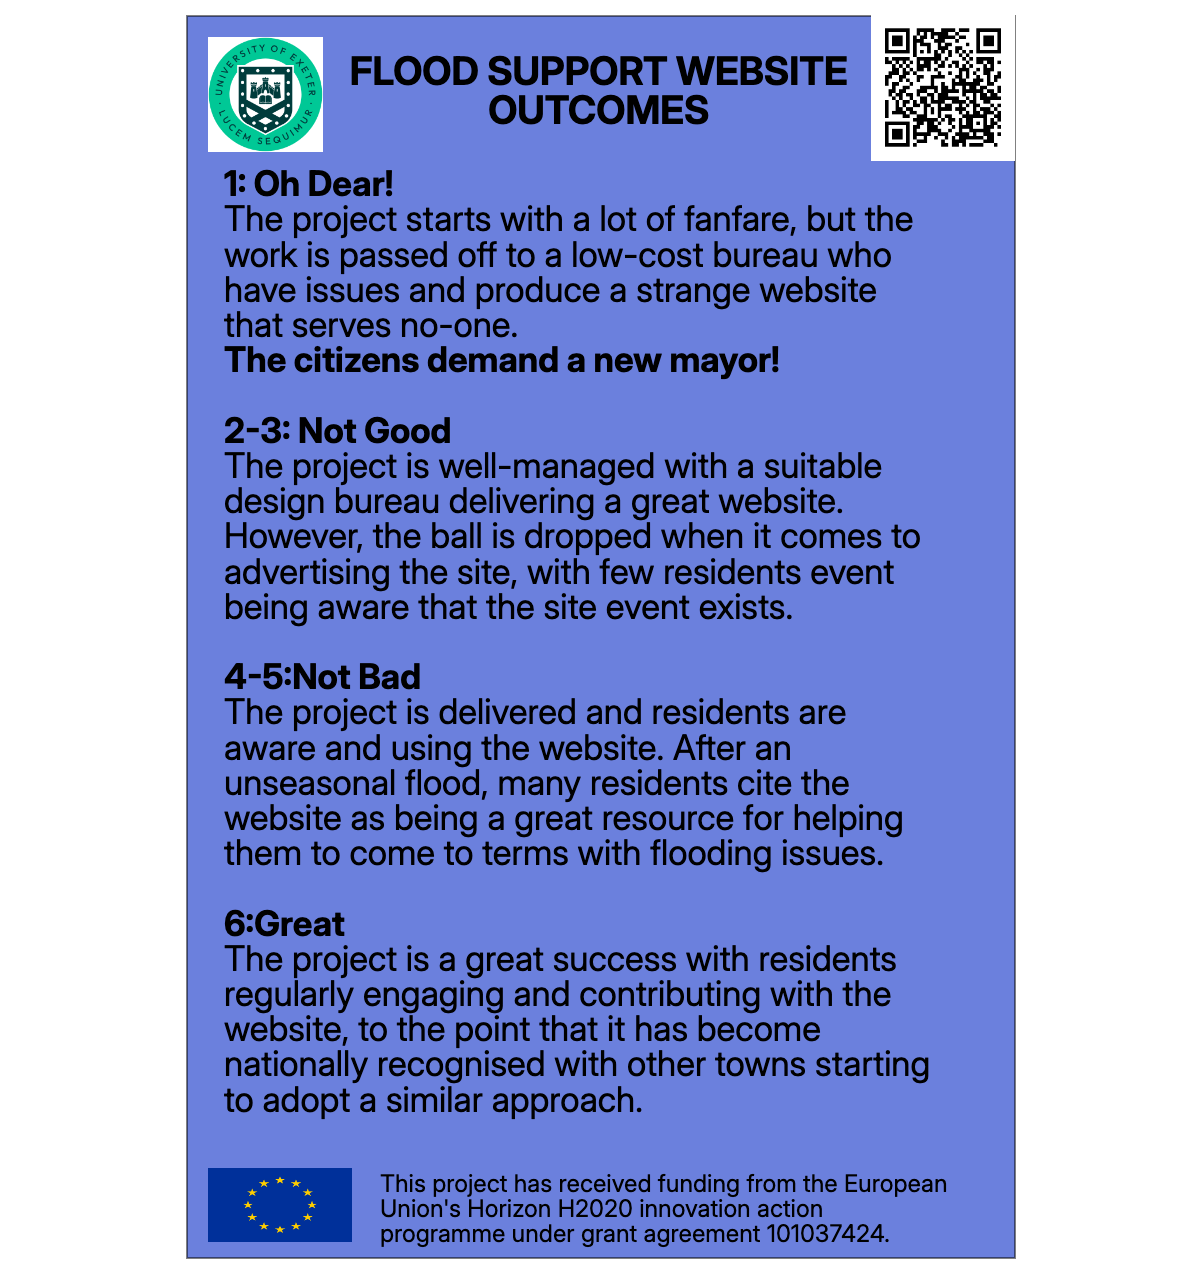 UNIVERSITY OF EXETER
LUCEM SEQUIMUR
FLOOD SUPPORT WEBSITE
OUTCOMES
1: Oh Dear!
The project starts with a lot of fanfare, but the
work is passed off to a low-cost bureau who
have issues and produce a strange website
that serves no-one.
The citizens demand a new mayor!
2-3: Not Good
The project is well-managed with a suitable
design bureau delivering a great website.
However, the ball is dropped when it comes to
advertising the site, with few residents event
being aware that the site event exists.
4-5:Not Bad
The project is delivered and residents are
aware and using the website. After an
unseasonal flood, many residents cite the
website as being a great resource for helping
them to come to terms with flooding issues.
6:Great
The project is a great success with residents
regularly engaging and contributing with the
website, to the point that it has become
nationally recognised with other towns starting
to adopt a similar approach.
This project has received funding from the European
Union's Horizon H2020 innovation action
programme under grant agreement 101037424.